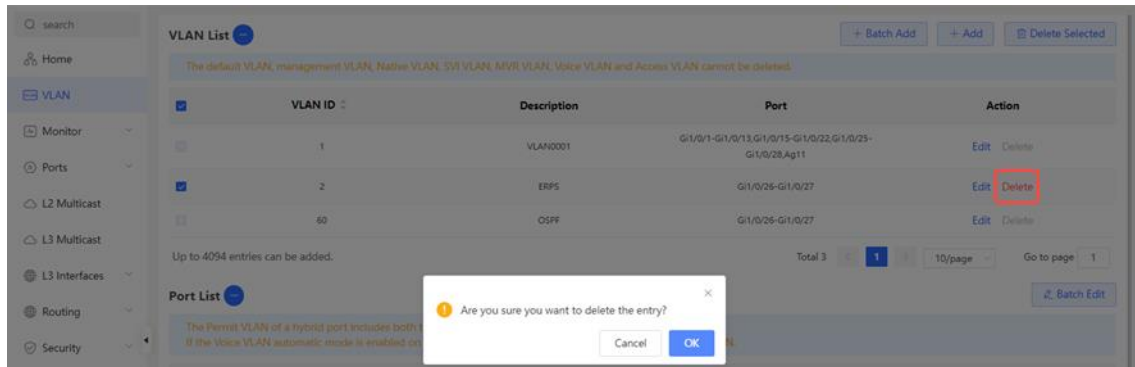 search
VLAN List
+ Batch Add
+ Add
Delete Selected
Home
The default VLAN, management VLAN, Native VLAN, SVI VLAN, MVR VLAN, Voice VLAN and Access VLAN cannot be deleted.
VLAN
VLAN ID
Description
Port
Action
Monitor
1
VLAN0001
Gi1/0/1-Gi1/0/13,Gi1/0/15-Gi1/0/22,Gi1/0/25-
Gi1/0/28,Ag11
Edit Delete
Ports
2
ERPS
Gi1/0/26-Gi1/0/27
Edit Delete
L2 Multicast
60
OSPF
Gi1/0/26-Gi1/0/27
Edit Delete
L3 Multicast
Up to 4094 entries can be added.
Total 3
1
10/page
Go to page 1
L3 Interfaces
Port List
Batch Edit
Are you sure you want to delete the entry?
Cancel
OK
Routing
The Permit VLAN of a hybrid port includes both
If the Voice VLAN automatic mode is enabled on
Security